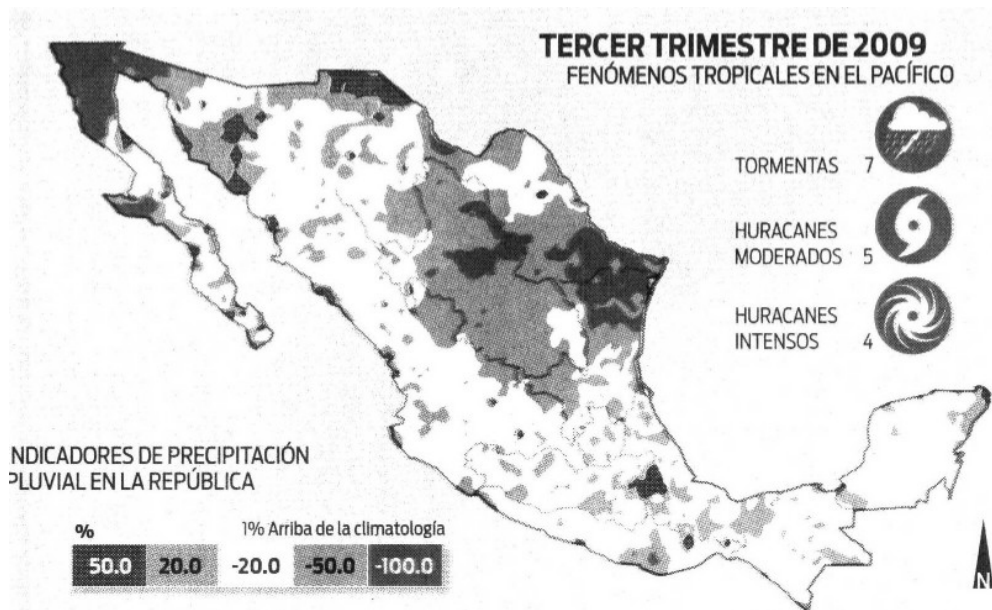 TERCER TRIMESTRE DE 2009
FENÓMENOS TROPICALES EN EL PACÍFICO
TORMENTAS 7
HURACANES
MODERADOS 5
HURACANES
INTENSOS 4
NDICADORES DE PRECIPITACIÓN
PLUVIAL EN LA REPÚBLICA
% 1% Arriba de la climatología
50.0 20.0 -20.0 -50.0 -100.0
N